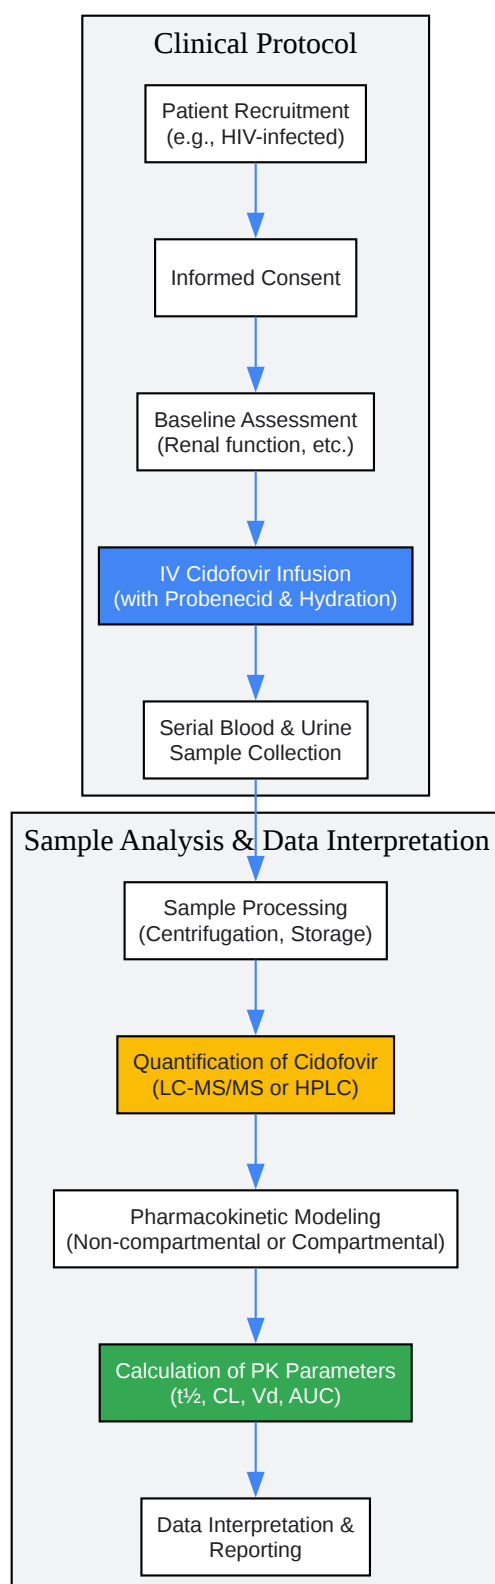 Clinical Protocol
Patient Recruitment
(e.g., HIV-infected)
Informed Consent
Baseline Assessment
(Renal function, etc.)
IV Cidofovir Infusion
(with Probenecid & Hydration)
Serial Blood & Urine
Sample Collection
Sample Analysis & Data Interpretation
Sample Processing
(Centrifugation, Storage)
Quantification of Cidofovir
(LC-MS/MS or HPLC)
Pharmacokinetic Modeling
(Non-compartmental or Compartmental)
Calculation of PK Parameters
(t½, CL, Vd, AUC)
Data Interpretation &
Reporting